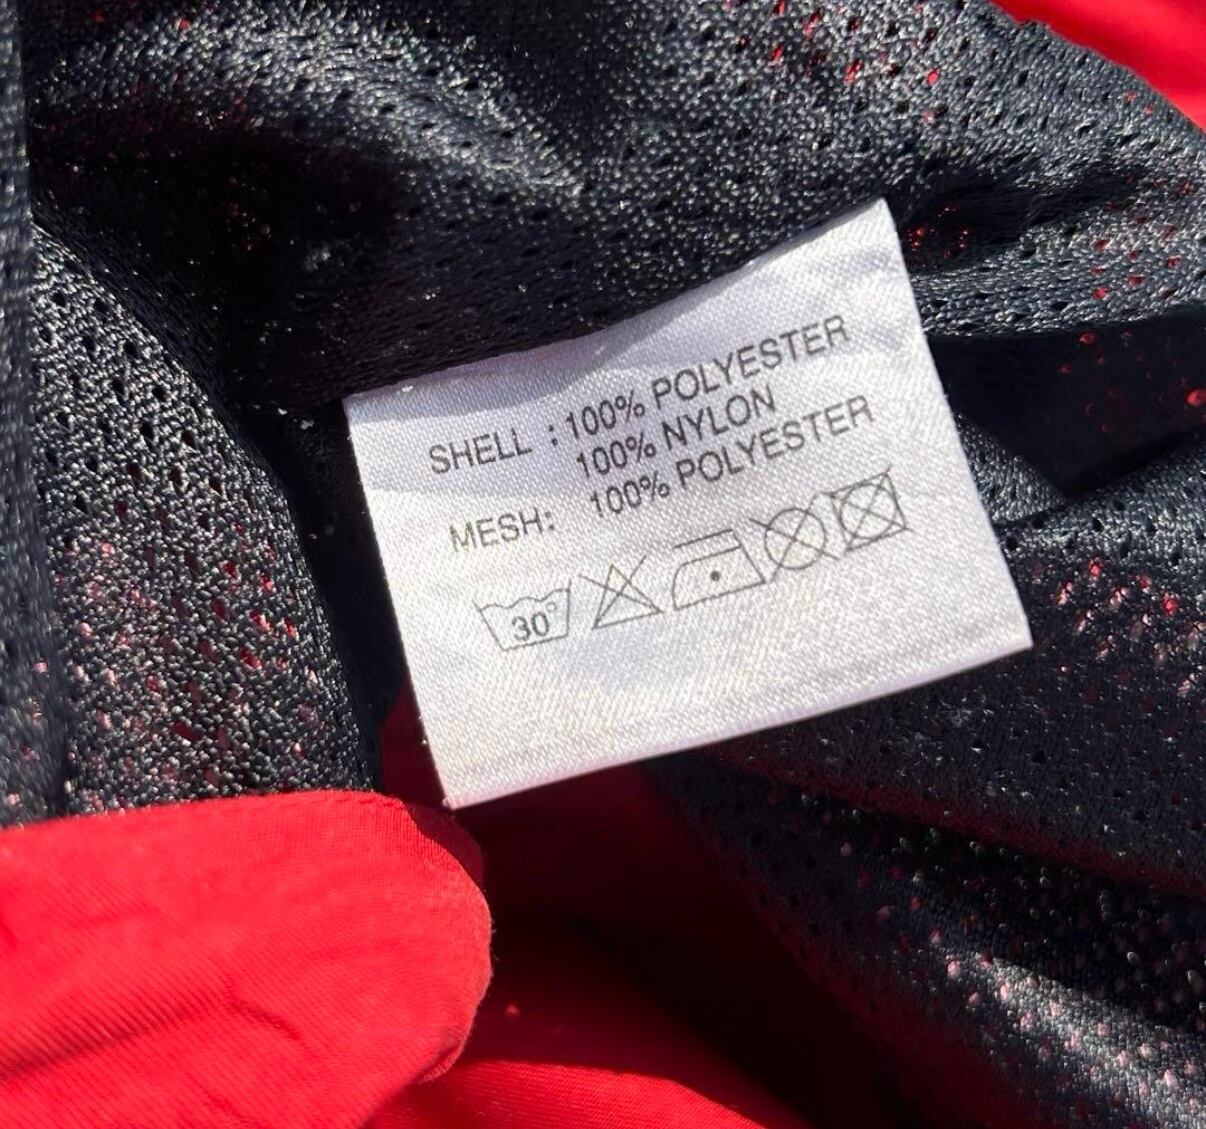 SHELL : 100% POLYESTER
100% NYLON
MESH: 100% POLYESTER
30°